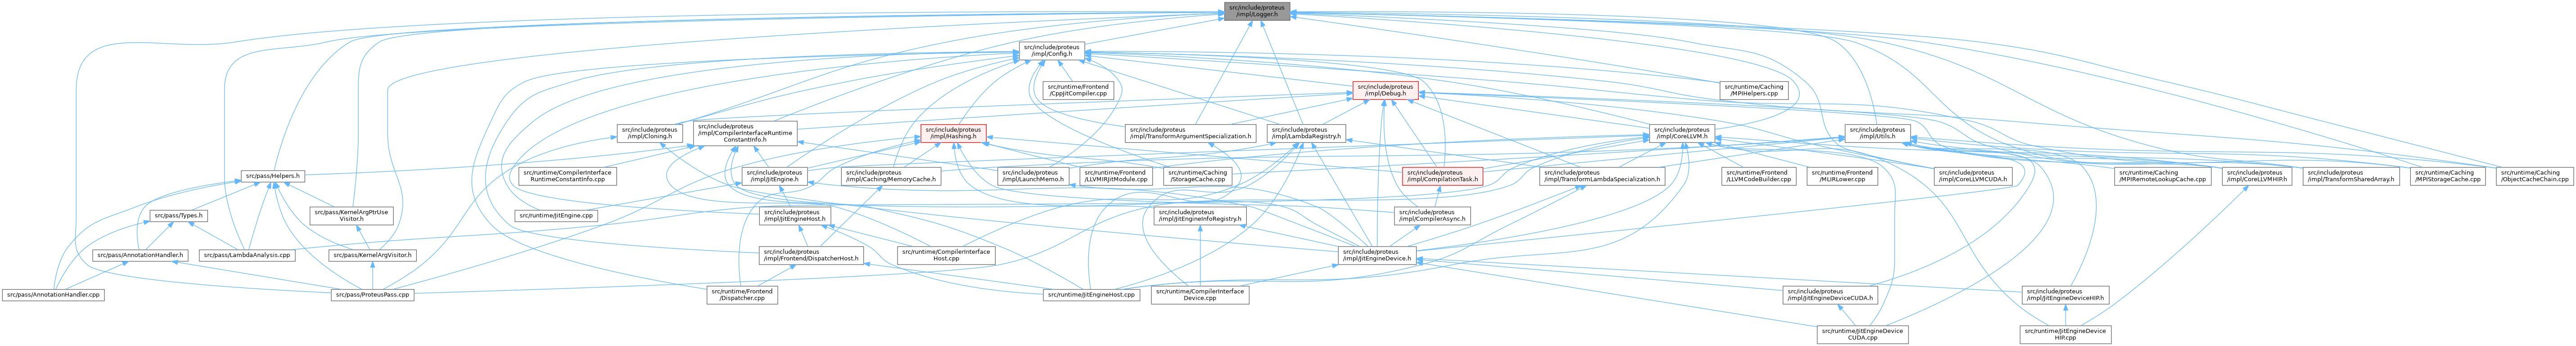 src/include/proteus
/impl/Logger.h
src/include/proteus
/impl/Config.h
src/runtime/Frontend
/CppJitCompiler.cpp
src/include/proteus
/impl/Debug.h
src/runtime/Caching
/MPIHelpers.cpp
src/include/proteus
/impl/Cloning.h
src/include/proteus
/impl/CompilerInterfaceRuntime
ConstantInfo.h
src/include/proteus
/impl/Hashing.h
src/include/proteus
/impl/TransformArgumentSpecialization.h
src/include/proteus
/impl/LambdaRegistry.h
src/include/proteus
/impl/CoreLLVM.h
src/include/proteus
/impl/Utils.h
src/pass/Helpers.h
src/runtime/CompilerInterface
RuntimeConstantInfo.cpp
src/include/proteus
/impl/JitEngine.h
src/include/proteus
/impl/Caching/MemoryCache.h
src/include/proteus
/impl/LaunchMemo.h
src/runtime/Frontend
/LLVMIRJitModule.cpp
src/runtime/Caching
/StorageCache.cpp
src/include/proteus
/impl/CompilationTask.h
src/include/proteus
/impl/TransformLambdaSpecialization.h
src/runtime/Frontend
/LLVMCodeBuilder.cpp
src/runtime/Frontend
/MLIRLower.cpp
src/include/proteus
/impl/CoreLLVMCUDA.h
src/runtime/Caching
/MPIRemoteLookupCache.cpp
src/include/proteus
/impl/CoreLLVMHIP.h
src/include/proteus
/impl/TransformSharedArray.h
src/runtime/Caching
/MPIStorageCache.cpp
src/runtime/Caching
/ObjectCacheChain.cpp
src/pass/Types.h
src/pass/KernelArgPtrUse
Visitor.h
src/runtime/JitEngine.cpp
src/include/proteus
/impl/JitEngineHost.h
src/include/proteus
/impl/JitEngineInfoRegistry.h
src/include/proteus
/impl/CompilerAsync.h
src/pass/AnnotationHandler.h
src/pass/LambdaAnalysis.cpp
src/pass/KernelArgVisitor.h
src/include/proteus
/impl/Frontend/DispatcherHost.h
src/runtime/CompilerInterface
Host.cpp
src/include/proteus
/impl/JitEngineDevice.h
src/pass/AnnotationHandler.cpp
src/pass/ProteusPass.cpp
src/runtime/Frontend
/Dispatcher.cpp
src/runtime/JitEngineHost.cpp
src/runtime/CompilerInterface
Device.cpp
src/include/proteus
/impl/JitEngineDeviceCUDA.h
src/include/proteus
/impl/JitEngineDeviceHIP.h
src/runtime/JitEngineDevice
CUDA.cpp
src/runtime/JitEngineDevice
HIP.cpp